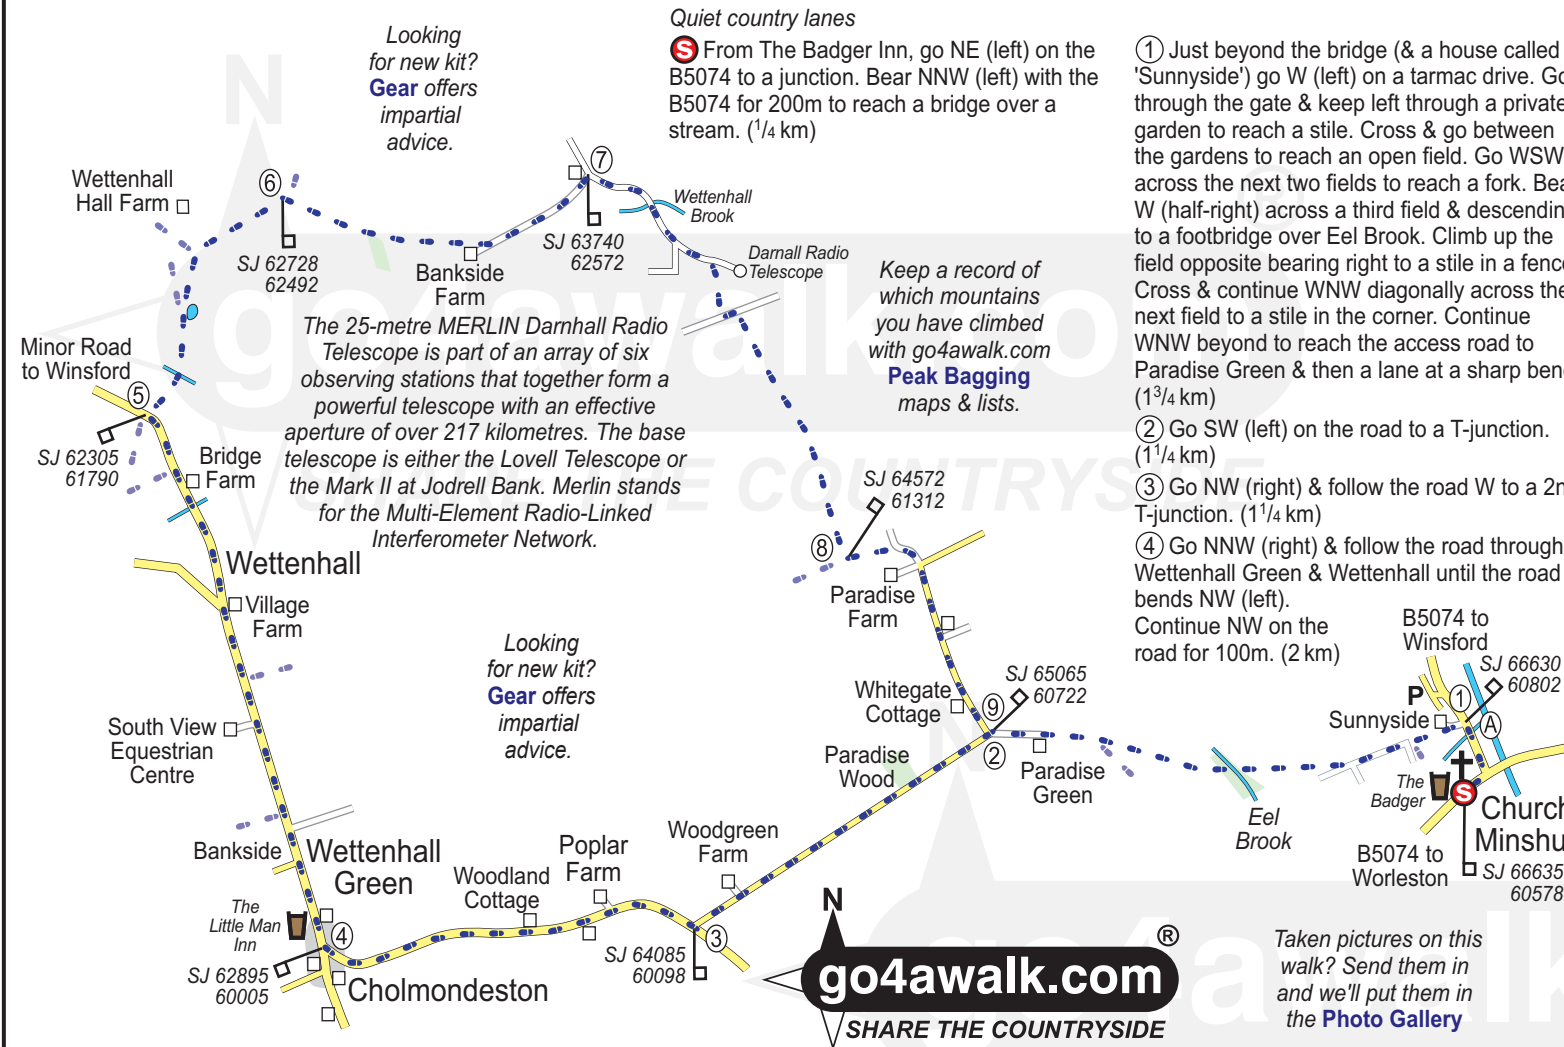 Quiet country lanes
S From The Badger Inn, go NE (left) on the
B5074 to a junction. Bear NNW (left) with the
B5074 for 200m to reach a bridge over a
stream. (1/4 km)
1 Just beyond the bridge (& a house called
'Sunnyside') go W (left) on a tarmac drive. Go
through the gate & keep left through a private
garden to reach a stile. Cross & go between
the gardens to reach an open field. Go WSW
across the next two fields to reach a fork. Bea
W (half-right) across a third field & descendin
to a footbridge over Eel Brook. Climb up the
field opposite bearing right to a stile in a fence
Cross & continue WNW diagonally across the
next field to a stile in the corner. Continue
WNW beyond to reach the access road to
Paradise Green & then a lane at a sharp bend
(1 3/4 km)
2 Go SW (left) on the road to a T-junction.
(1 1/4 km)
3 Go NW (right) & follow the road W to a 2n
T-junction. (1 1/4 km)
4 Go NNW (right) & follow the road through
Wettenhall Green & Wettenhall until the road
bends NW (left).
Continue NW on the
road for 100m. (2 km)
Looking
for new kit?
Gear offers
impartial
advice.
N
Wettenhall
Hall Farm
6
SJ 62728
62492
7
Wettenhall
Brook
SJ 63740
62572
Bankside
Farm
Darnall Radio
Telescope
Keep a record of
which mountains
you have climbed
with go4awalk.com
Peak Bagging
maps & lists.
The 25-metre MERLIN Darnhall Radio
Telescope is part of an array of six
observing stations that together form a
powerful telescope with an effective
aperture of over 217 kilometres. The base
telescope is either the Lovell Telescope or
the Mark II at Jodrell Bank. Merlin stands
for the Multi-Element Radio-Linked
Interferometer Network.
go4awalk.com
®
SHARE THE COUNTRYSIDE
Minor Road
to Winsford
5
SJ 62305
61790
Bridge
Farm
Wettenhall
Village
Farm
SJ 64572
61312
8
Paradise
Farm
Looking
for new kit?
Gear offers
impartial
advice.
South View
Equestrian
Centre
Whitegate
Cottage
9
SJ 65065
60722
2
Paradise
Wood
Paradise
Green
B5074 to
Winsford
P
1
SJ 66630
60802
Sunnyside
A
The
Badger
S
Church
Minshu
Eel
Brook
B5074 to
Worleston
SJ 66635
60578
Bankside
Wettenhall
Green
Woodland
Cottage
Poplar
Farm
Woodgreen
Farm
The
Little Man
Inn
4
SJ 62895
60005
Cholmondeston
SJ 64085
60098
3
N
go4awalk.com
®
SHARE THE COUNTRYSIDE
N
go4awalk
Taken pictures on this
walk? Send them in
and we'll put them in
the Photo Gallery